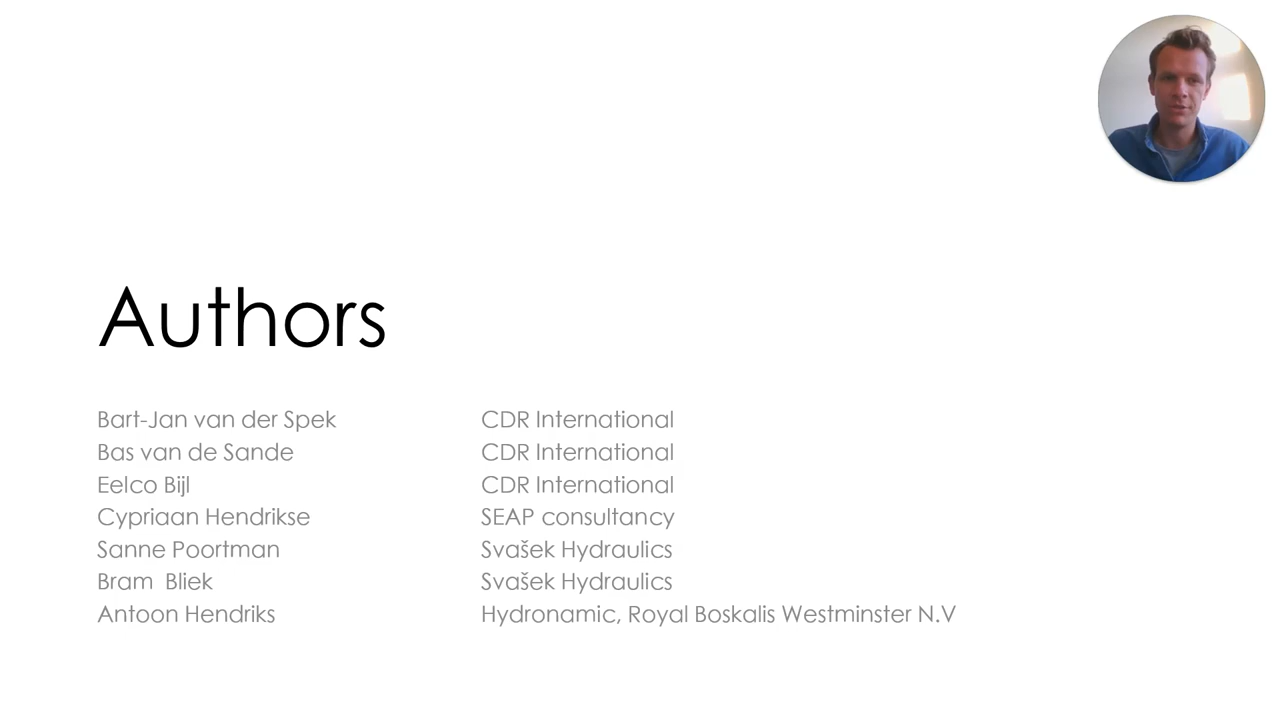 Authors
Bart-Jan van der Spek CDR International
Bas van de Sande CDR International
Eelco Bijl CDR International
Cypriaan Hendrikse SEAP consultancy
Sanne Poortman Svašek Hydraulics
Bram  Bliek Svašek Hydraulics
Antoon Hendriks Hydronamic, Royal Boskalis Westminster N.V